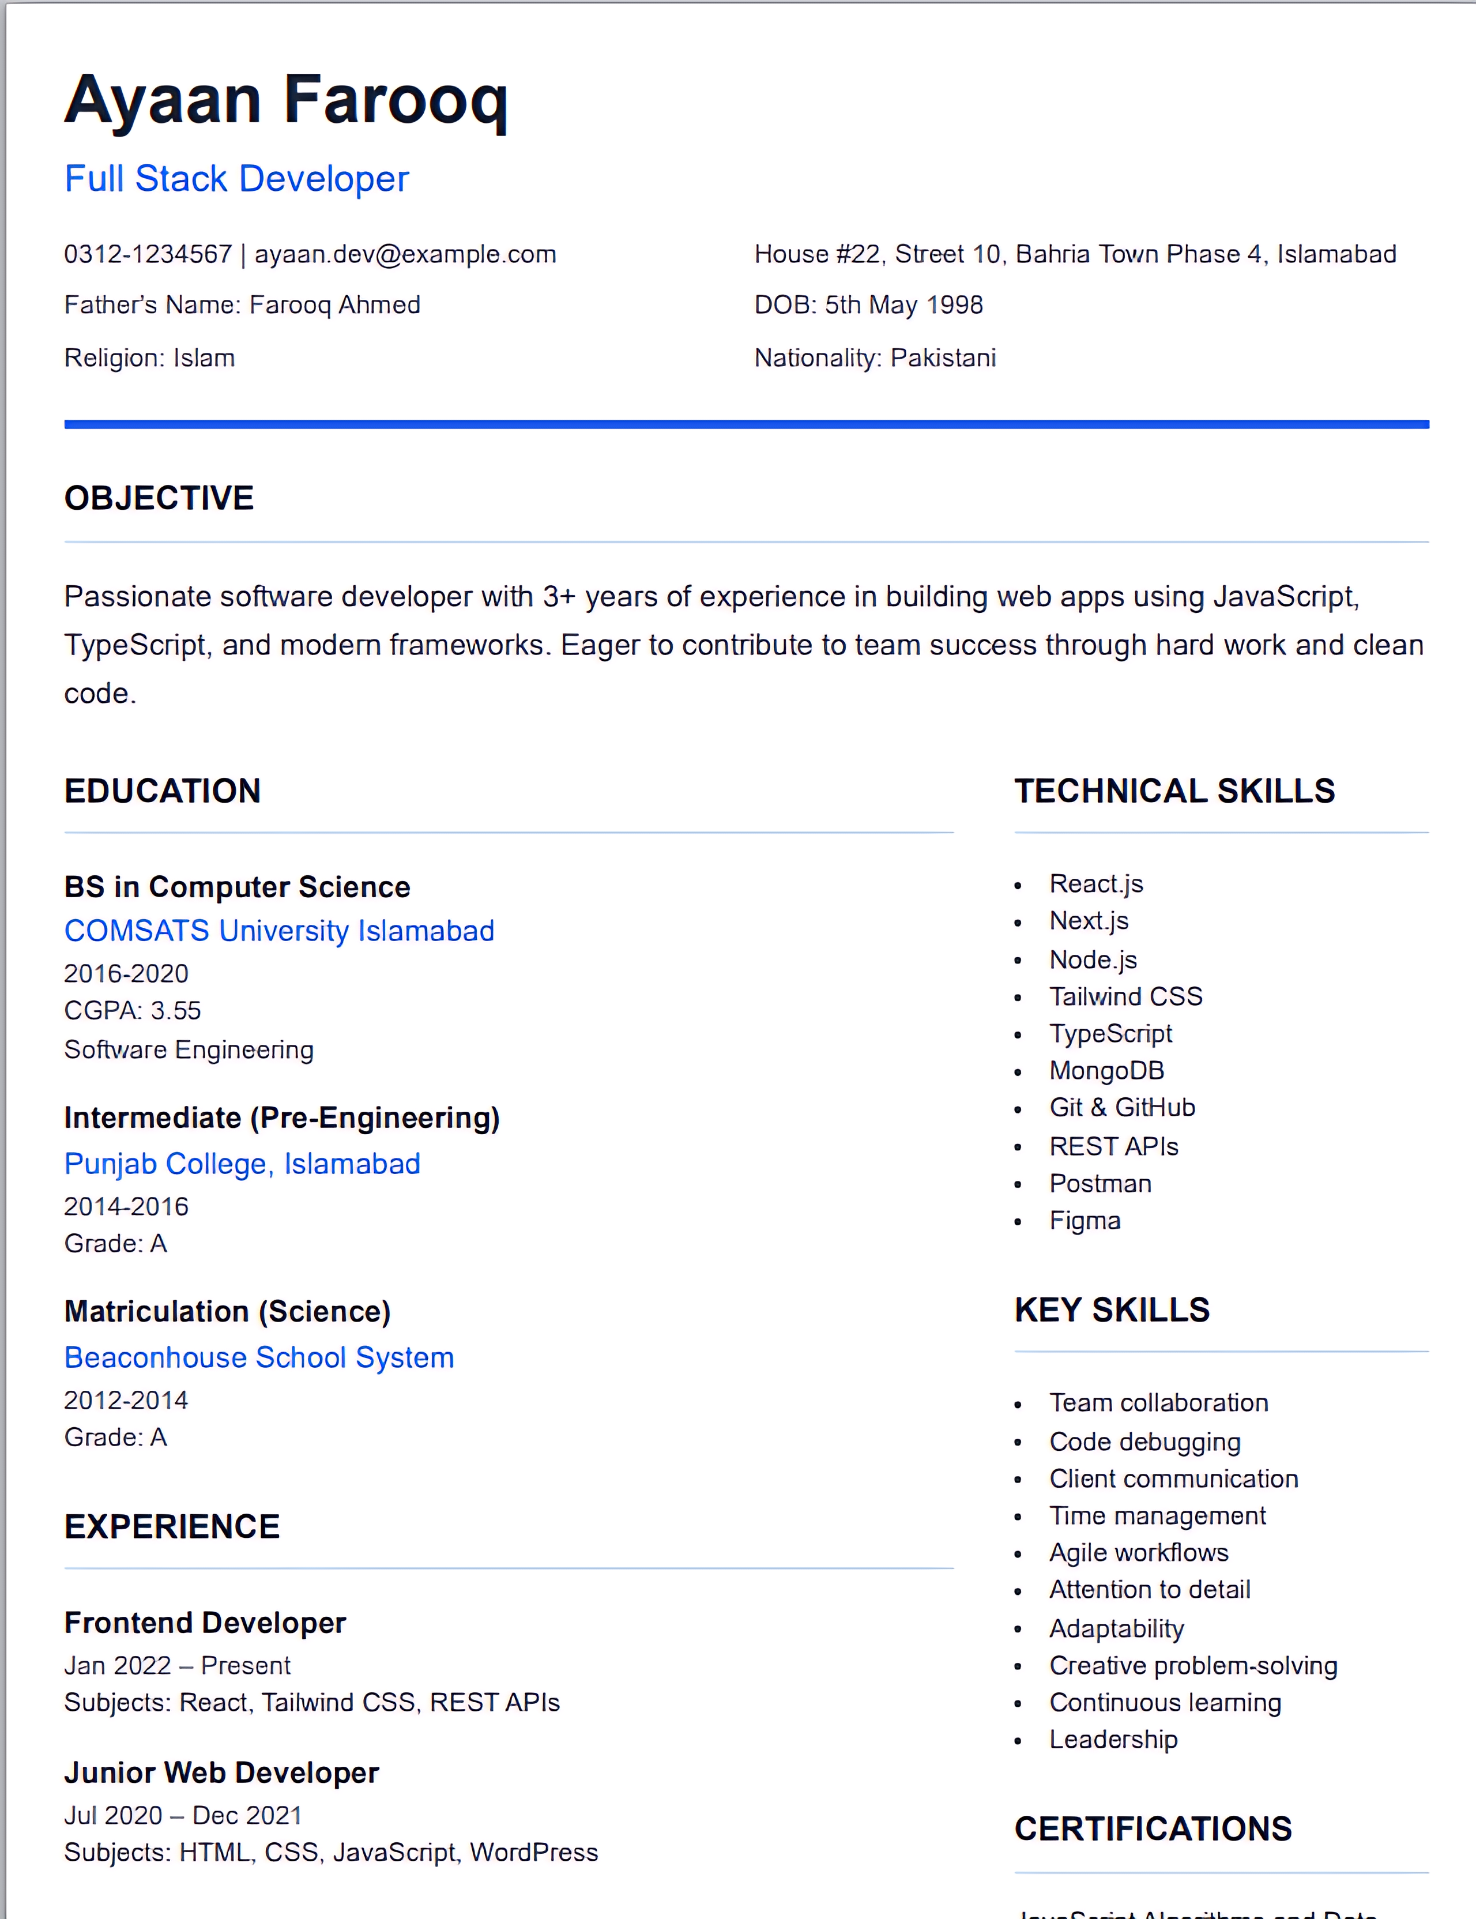 Ayaan Farooq
Full Stack Developer
0312-1234567 | ayaan.dev@example.com
House #22, Street 10, Bahria Town Phase 4, Islamabad
Father’s Name: Farooq Ahmed
DOB: 5th May 1998
Religion: Islam
Nationality: Pakistani
OBJECTIVE
Passionate software developer with 3+ years of experience in building web apps using JavaScript,
TypeScript, and modern frameworks. Eager to contribute to team success through hard work and clean
code.
EDUCATION
BS in Computer Science
COMSATS University Islamabad
2016-2020
CGPA: 3.55
Software Engineering
Intermediate (Pre-Engineering)
Punjab College, Islamabad
2014-2016
Grade: A
Matriculation (Science)
Beaconhouse School System
2012-2014
Grade: A
EXPERIENCE
Frontend Developer
Jan 2022 – Present
Subjects: React, Tailwind CSS, REST APIs
Junior Web Developer
Jul 2020 – Dec 2021
Subjects: HTML, CSS, JavaScript, WordPress
TECHNICAL SKILLS
• React.js
• Next.js
• Node.js
• Tailwind CSS
• TypeScript
• MongoDB
• Git & GitHub
• REST APIs
• Postman
• Figma
KEY SKILLS
• Team collaboration
• Code debugging
• Client communication
• Time management
• Agile workflows
• Attention to detail
• Adaptability
• Creative problem-solving
• Continuous learning
• Leadership
CERTIFICATIONS
JavaScript Algorithms and Data